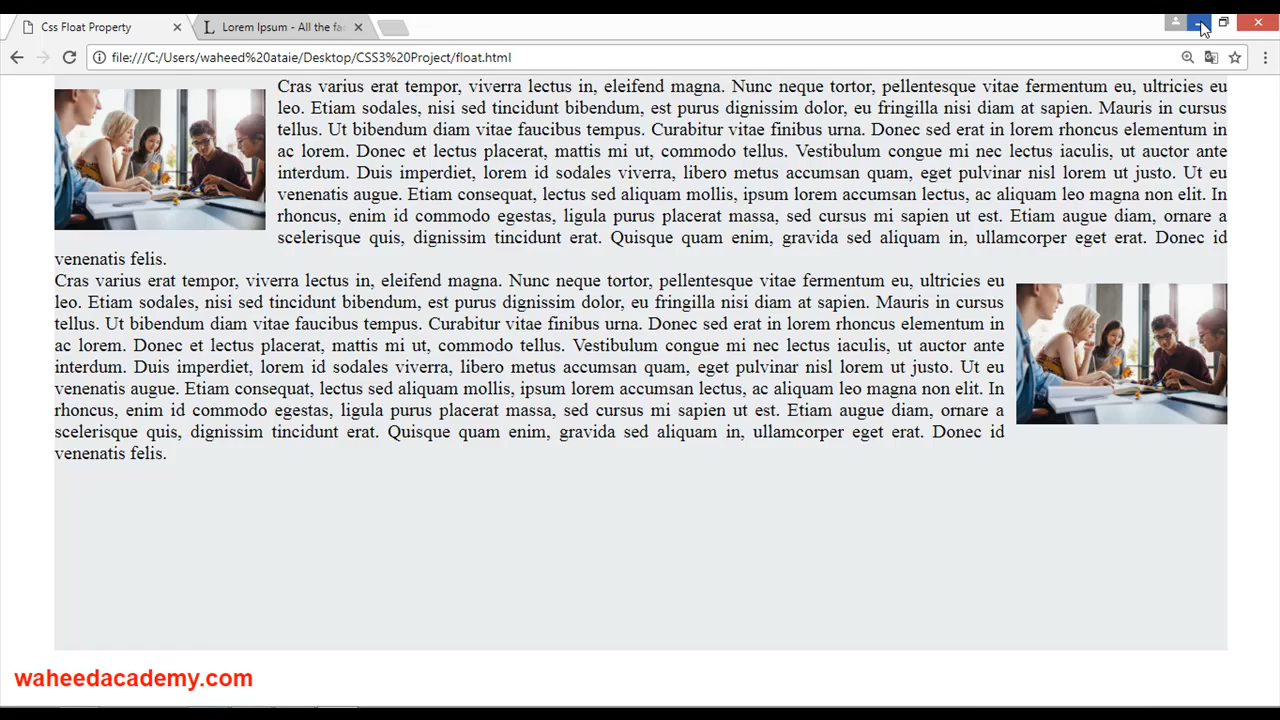 Css Float Property
Lorem Ipsum - All the fa
file:///C:/Users/waheed%20ataie/Desktop/CSS3%20Project/float.html
Cras varius erat tempor, viverra lectus in, eleifend magna. Nunc neque tortor, pellentesque vitae fermentum eu, ultricies eu
leo. Etiam sodales, nisi sed tincidunt bibendum, est purus dignissim dolor, eu fringilla nisi diam at sapien. Mauris in cursus
tellus. Ut bibendum diam vitae faucibus tempus. Curabitur vitae finibus urna. Donec sed erat in lorem rhoncus elementum in
ac lorem. Donec et lectus placerat, mattis mi ut, commodo tellus. Vestibulum congue mi nec lectus iaculis, ut auctor ante
interdum. Duis imperdiet, lorem id sodales viverra, libero metus accumsan quam, eget pulvinar nisl lorem ut justo. Ut eu
venenatis augue. Etiam consequat, lectus sed aliquam mollis, ipsum lorem accumsan lectus, ac aliquam leo magna non elit. In
rhoncus, enim id commodo egestas, ligula purus placerat massa, sed cursus mi sapien ut est. Etiam augue diam, ornare a
scelerisque quis, dignissim tincidunt erat. Quisque quam enim, gravida sed aliquam in, ullamcorper eget erat. Donec id
venenatis felis.
Cras varius erat tempor, viverra lectus in, eleifend magna. Nunc neque tortor, pellentesque vitae fermentum eu, ultricies eu
leo. Etiam sodales, nisi sed tincidunt bibendum, est purus dignissim dolor, eu fringilla nisi diam at sapien. Mauris in cursus
tellus. Ut bibendum diam vitae faucibus tempus. Curabitur vitae finibus urna. Donec sed erat in lorem rhoncus elementum in
ac lorem. Donec et lectus placerat, mattis mi ut, commodo tellus. Vestibulum congue mi nec lectus iaculis, ut auctor ante
interdum. Duis imperdiet, lorem id sodales viverra, libero metus accumsan quam, eget pulvinar nisl lorem ut justo. Ut eu
venenatis augue. Etiam consequat, lectus sed aliquam mollis, ipsum lorem accumsan lectus, ac aliquam leo magna non elit. In
rhoncus, enim id commodo egestas, ligula purus placerat massa, sed cursus mi sapien ut est. Etiam augue diam, ornare a
scelerisque quis, dignissim tincidunt erat. Quisque quam enim, gravida sed aliquam in, ullamcorper eget erat. Donec id
venenatis felis.
waheedacademy.com